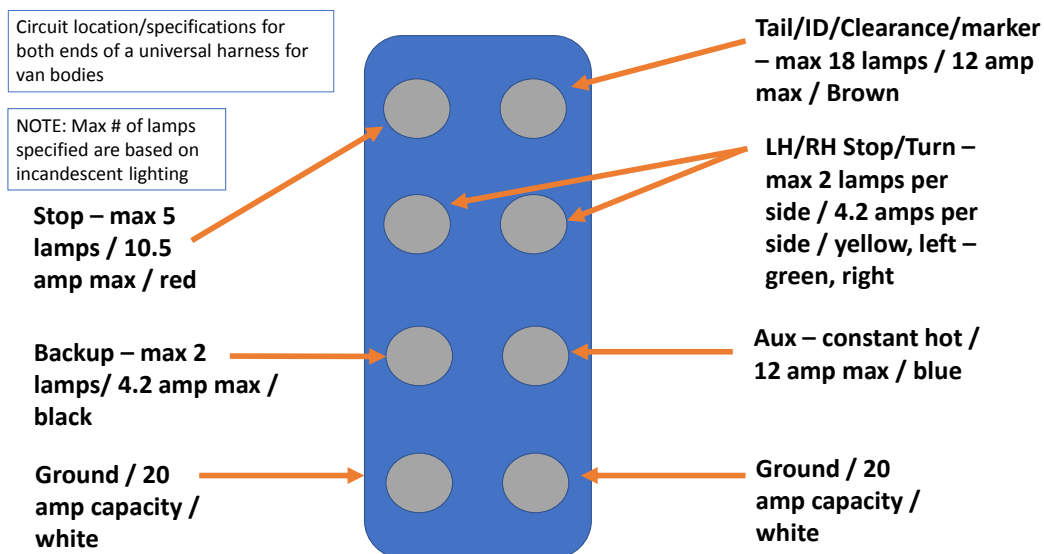 Circuit location/specifications for
both ends of a universal harness for
van bodies
NOTE: Max # of lamps
specified are based on
incandescent lighting
Stop – max 5
lamps / 10.5
amp max / red
Backup – max 2
lamps/ 4.2 amp max /
black
Ground / 20
amp capacity /
white
Tail/ID/Clearance/marker
– max 18 lamps / 12 amp
max / Brown
LH/RH Stop/Turn –
max 2 lamps per
side / 4.2 amps per
side / yellow, left –
green, right
Aux – constant hot /
12 amp max / blue
Ground / 20
amp capacity /
white